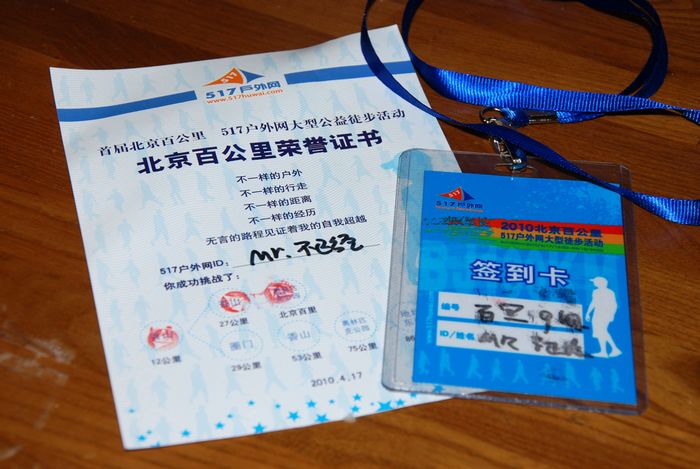 517户外网
www.517huwai.com
首届北京百公里 517户外网大型公益徒步活动
北京百公里荣誉证书
不一样的户外
不一样的行走
不一样的距离
不一样的经历
无言的路程见证着我的自我超越
517户外网ID: Mr.不正经
你成功挑战了:
27公里
北京百里
12公里
厢门
29公里
香山
53公里
奥林匹
克公园
75公里
2010.4.17
517户外网
2010北京百公里
517户外网大型徒步活动
签到卡
编号
ID/姓名
www.517huwai.com